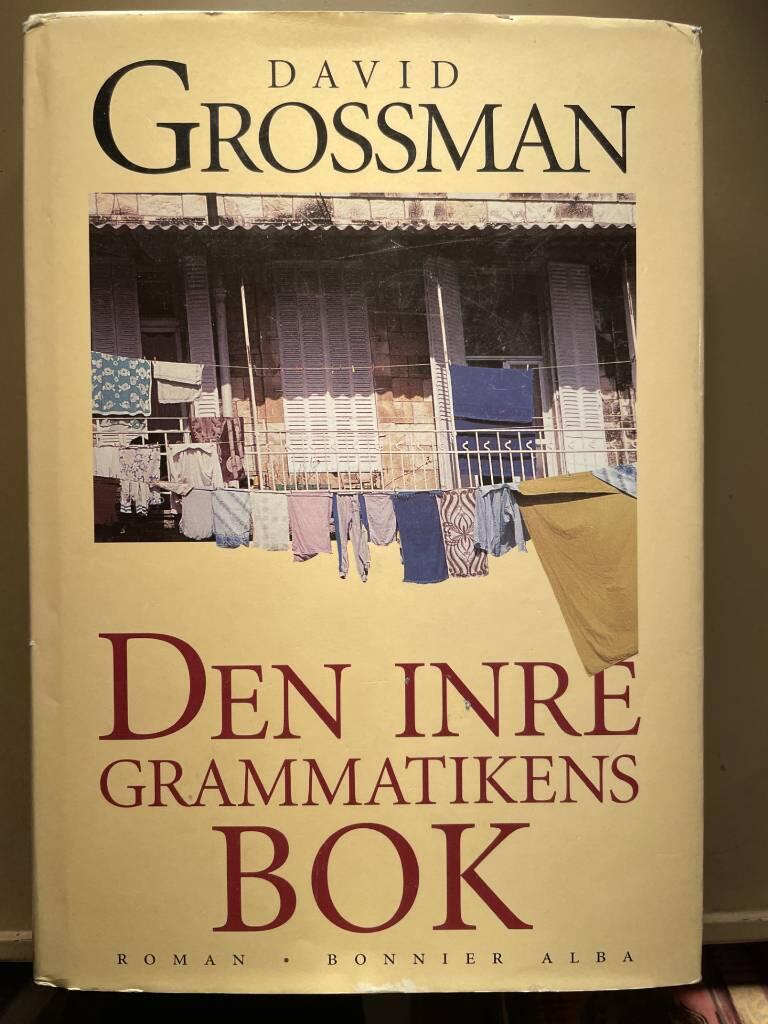 DAVID
GROSSMAN
DEN INRE
GRAMMATIKENS
BOK
ROMAN • BONNIER ALBA